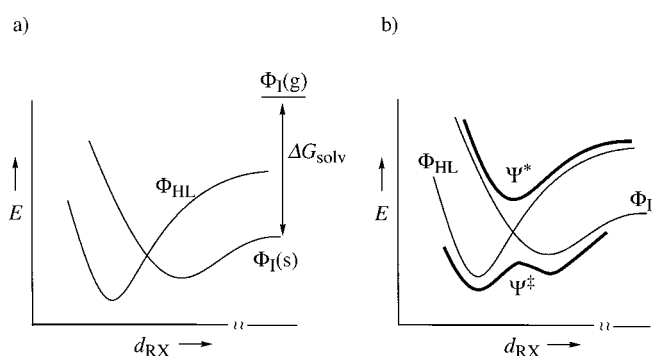 a)
Φ_I(g)
ΔG_solv
Φ_HL
Φ_I(s)
E
d_RX
b)
Φ_HL
Ψ*
Φ_I
E
Ψ‡
d_RX